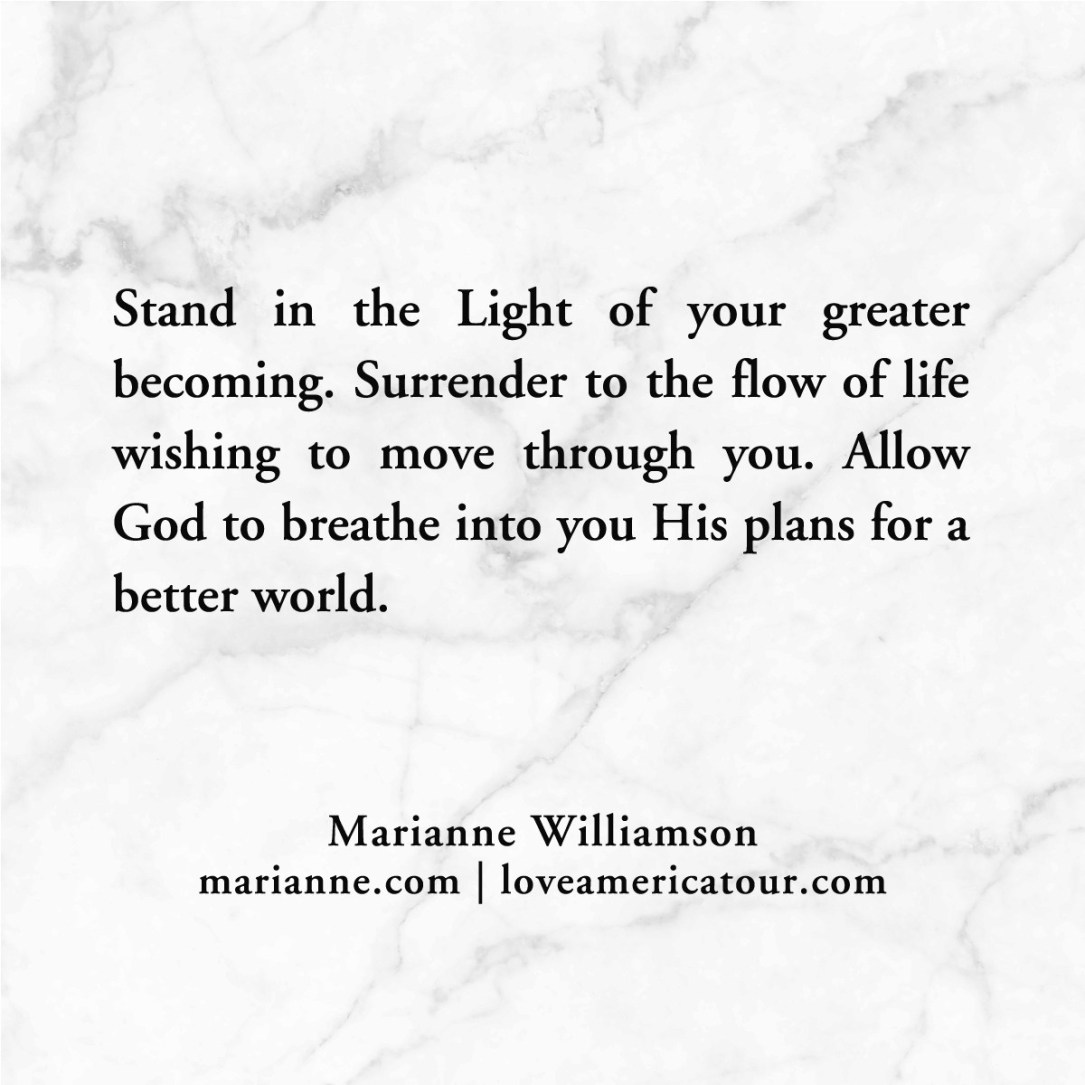 Stand in the Light of your greater
becoming. Surrender to the flow of life
wishing to move through you. Allow
God to breathe into you His plans for a
better world.
Marianne Williamson
marianne.com | loveamericatour.com